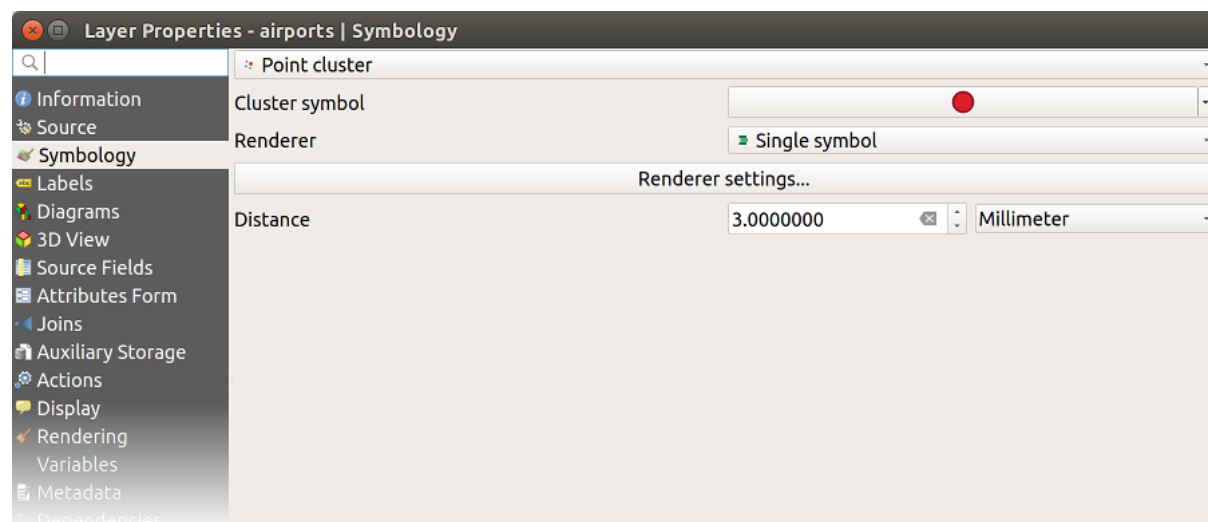 Layer Properties - airports | Symbology
Point cluster
Information
Cluster symbol
Source
Renderer
Single symbol
Symbology
Labels
Renderer settings...
Diagrams
Distance
3.0000000
Millimeter
3D View
Source Fields
Attributes Form
Joins
Auxiliary Storage
Actions
Display
Rendering
Variables
Metadata
Dependencies